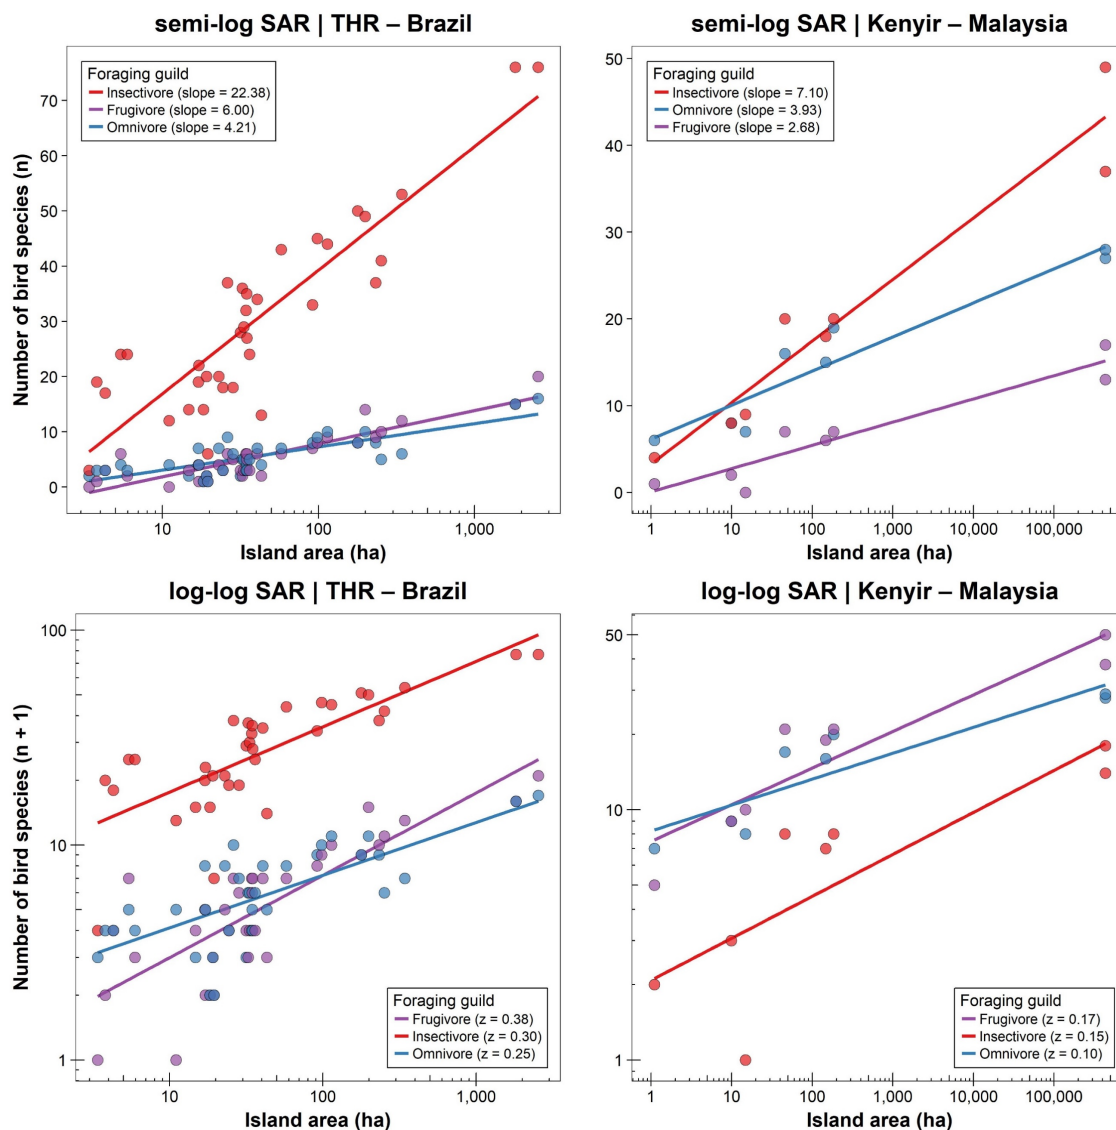 semi-log SAR | THR – Brazil
Number of bird species (n)
70
60
50
40
30
20
10
0
Foraging guild
Insectivore (slope = 22.38)
Frugivore (slope = 6.00)
Omnivore (slope = 4.21)
10
100
1,000
Island area (ha)
semi-log SAR | Kenyir – Malaysia
50
40
30
20
10
0
Foraging guild
Insectivore (slope = 7.10)
Omnivore (slope = 3.93)
Frugivore (slope = 2.68)
1
10
100
1,000
10,000
100,000
Island area (ha)
log-log SAR | THR – Brazil
Number of bird species (n + 1)
100
10
1
Foraging guild
Frugivore (z = 0.38)
Insectivore (z = 0.30)
Omnivore (z = 0.25)
10
100
1,000
Island area (ha)
log-log SAR | Kenyir – Malaysia
50
10
1
Foraging guild
Frugivore (z = 0.17)
Insectivore (z = 0.15)
Omnivore (z = 0.10)
1
10
100
1,000
10,000
100,000
Island area (ha)